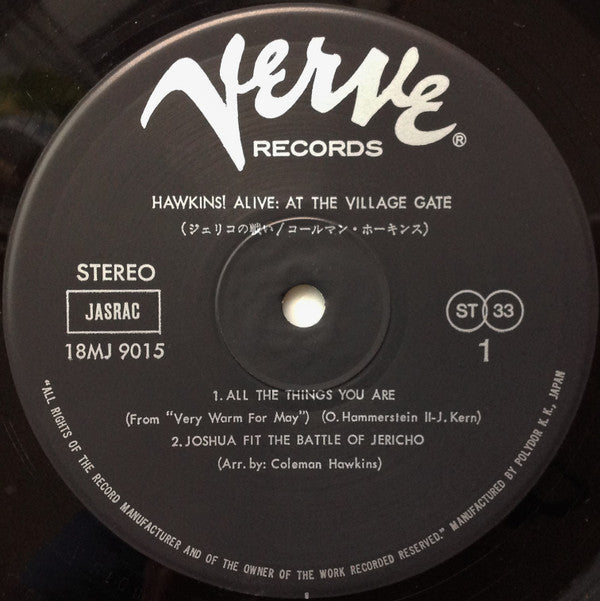 Verve
RECORDS ®
HAWKINS! ALIVE: AT THE VILLAGE GATE
(ジェリコの戦い/コールマン・ホーキンス)
STEREO
JASRAC
18MJ 9015
ST 33
1
1. ALL THE THINGS YOU ARE
(From "Very Warm For May") (O. Hammerstein II-J. Kern)
2. JOSHUA FIT THE BATTLE OF JERICHO
(Arr. by: Coleman Hawkins)
"ALL RIGHTS OF THE RECORD MANUFACTURER AND OF THE OWNER OF THE WORK RECORDED RESERVED." MANUFACTURED BY POLYDOR K. K., JAPAN
8